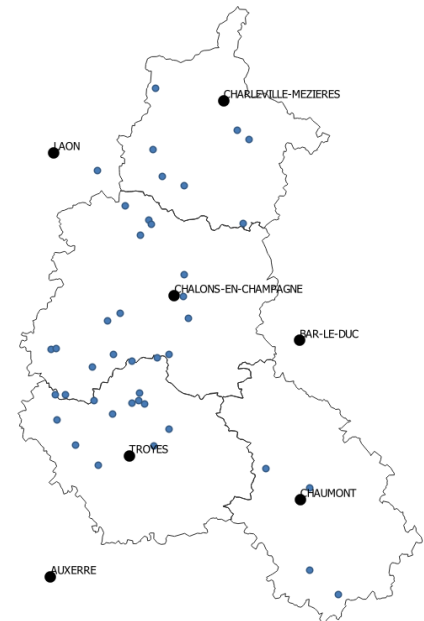 CHARLEVILLE-MEZIERES
LAON
CHALONS-EN-CHAMPAGNE
BAR-LE-DUC
TROYES
CHAUMONT
AUXERRE